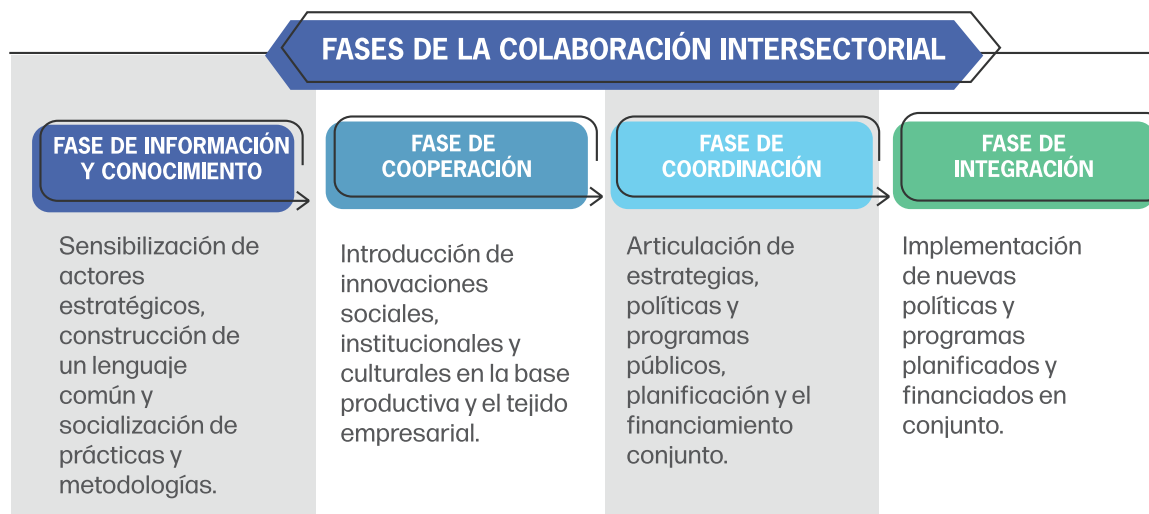 FASES DE LA COLABORACIÓN INTERSECTORIAL
FASE DE INFORMACIÓN
Y CONOCIMIENTO
Sensibilización de
actores
estratégicos,
construcción de
un lenguaje
común y
socialización de
prácticas y
metodologías.
FASE DE
COOPERACIÓN
Introducción de
innovaciones
sociales,
institucionales y
culturales en la base
productiva y el tejido
empresarial.
FASE DE
COORDINACIÓN
Articulación de
estrategias,
políticas y
programas
públicos,
planificación y el
financiamiento
conjunto.
FASE DE
INTEGRACIÓN
Implementación
de nuevas
políticas y
programas
planificados y
financiados en
conjunto.